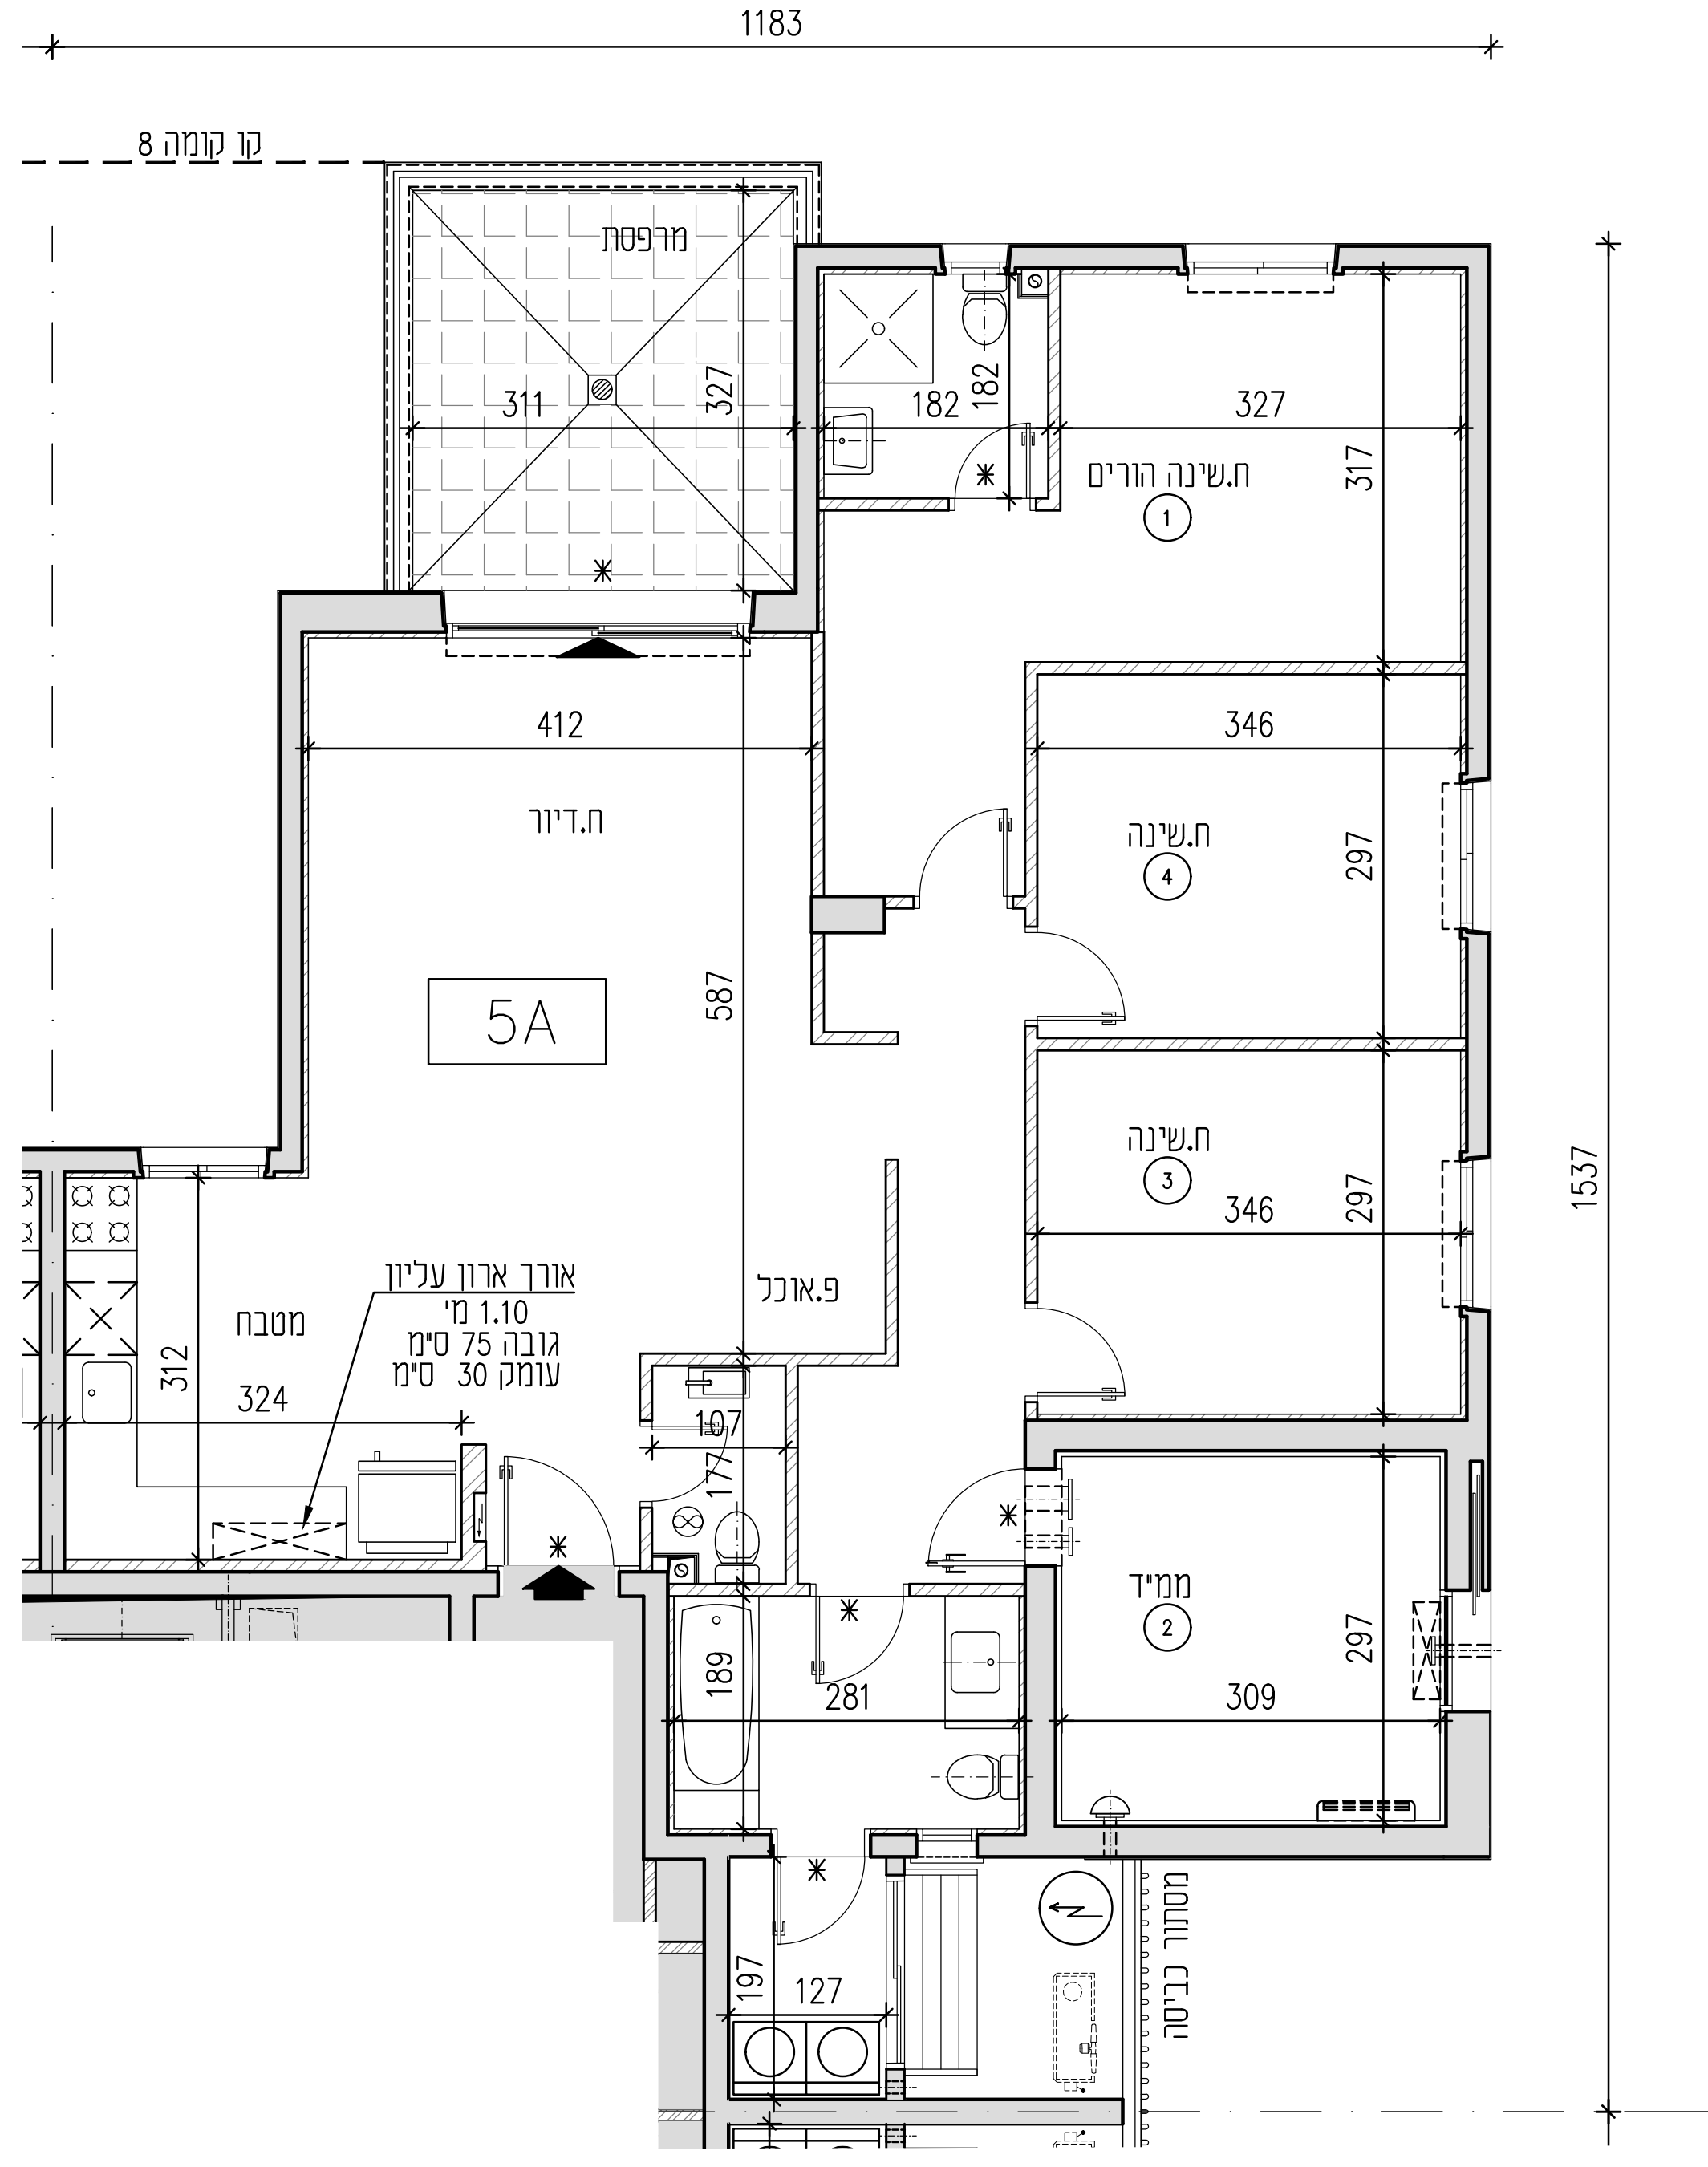 1183
קו קומה 8
מרפסת
311
327
182
182
327
317
ח.שינה הורים
1
412
346
ח.דיור
ח.שינה
4
297
5A
587
ח.שינה
3
346
297
1537
אורך ארון עליון
1.10 מ'
גובה 75 ס"מ
עומק 30 ס"מ
פ.אוכל
מטבח
312
324
107
177
ממ"ד
2
297
309
189
281
197
127
מסתור כביסה